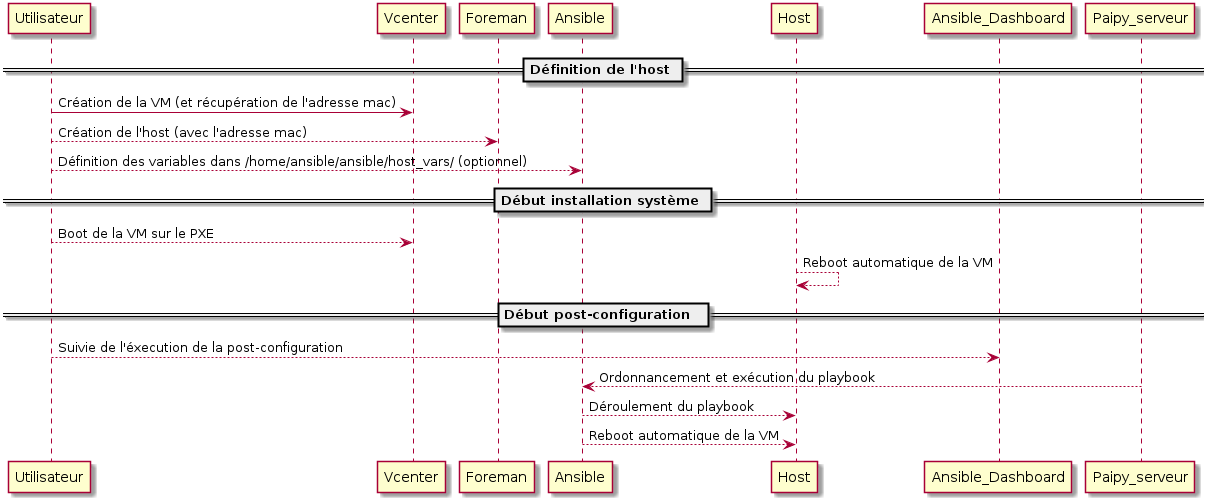 Utilisateur Vcenter Foreman Ansible Host Ansible_Dashboard Paipy_serveur
Définition de l'host
Création de la VM (et récupération de l'adresse mac)
Création de l'host (avec l'adresse mac)
Définition des variables dans /home/ansible/ansible/host_vars/ (optionnel)
Début installation système
Boot de la VM sur le PXE
Reboot automatique de la VM
Début post-configuration
Suivie de l'éxecution de la post-configuration
Ordonnancement et exécution du playbook
Déroulement du playbook
Reboot automatique de la VM
Utilisateur Vcenter Foreman Ansible Host Ansible_Dashboard Paipy_serveur